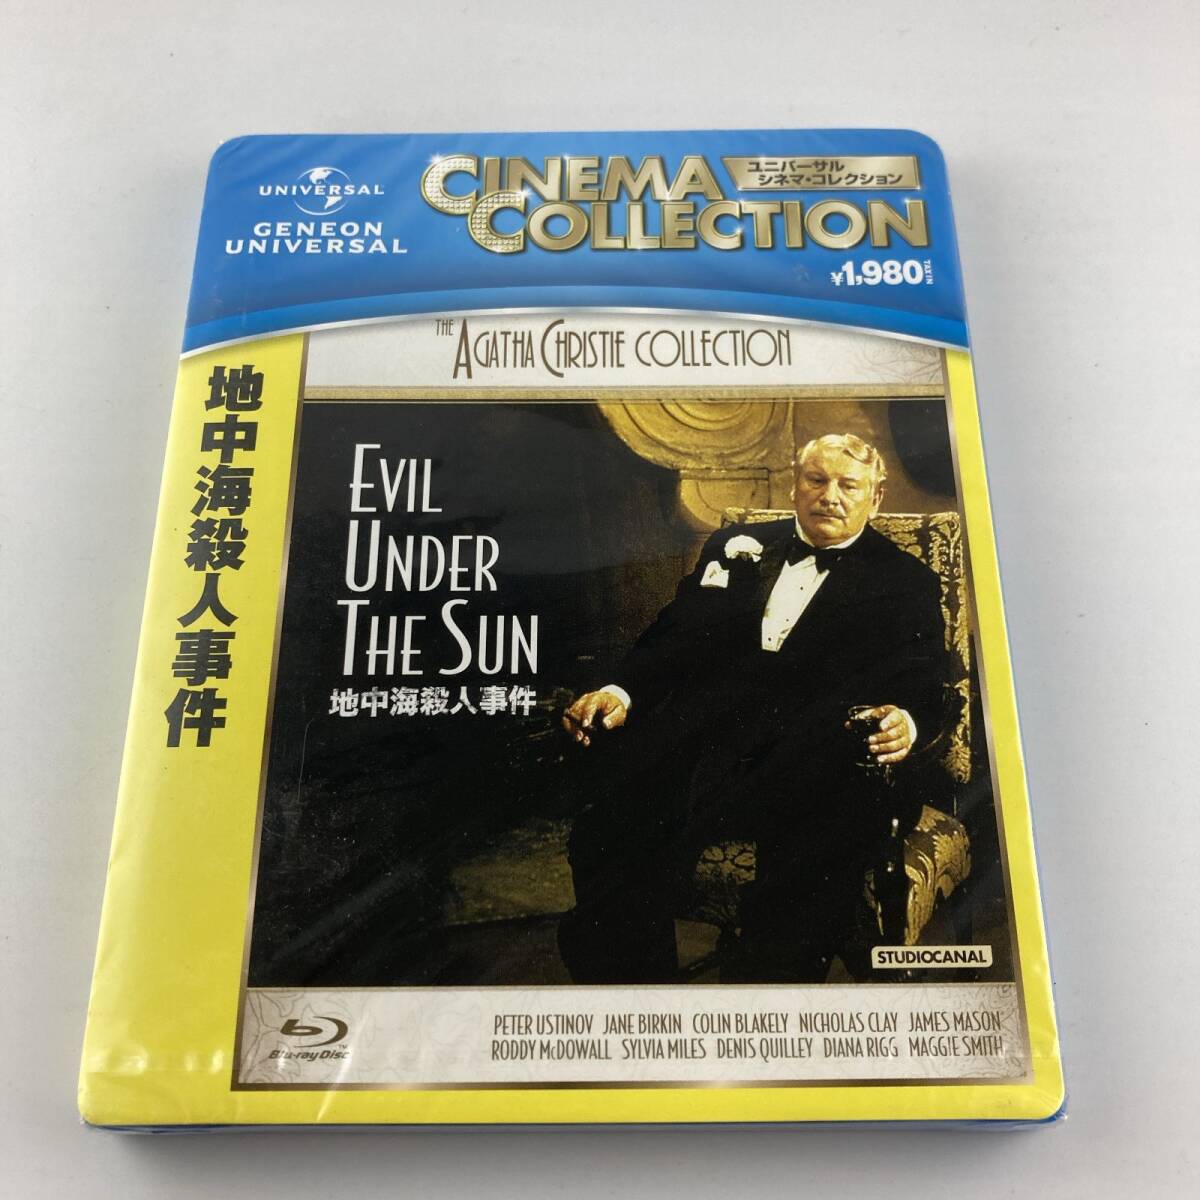 UNIVERSAL
GENEON
UNIVERSAL
CINEMA
COLLECTION
ユニバーサル
シネマ・コレクション
¥1,980 TAX IN
THE AGATHA CHRISTIE COLLECTION
地中海殺人事件
EVIL
UNDER
THE SUN
地中海殺人事件
STUDIOCANAL
Blu-ray Disc™
PETER USTINOV JANE BIRKIN COLIN BLAKELY NICHOLAS CLAY JAMES MASON
RODDY McDOWALL SYLVIA MILES DENIS QUILLEY DIANA RIGG MAGGIE SMITH